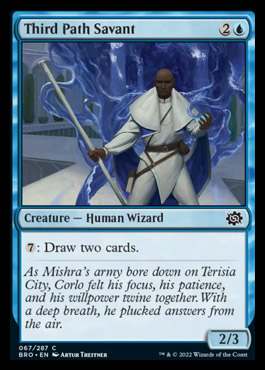 Third Path Savant 2
Creature — Human Wizard
7: Draw two cards.
As Mishra's army bore down on Terisia
City, Corlo felt his focus, his patience,
and his willpower twine together. With
a deep breath, he plucked answers from
the air.
2/3
067/287 C
BRO • EN Artur Treffner
™ & © 2022 Wizards of the Coast